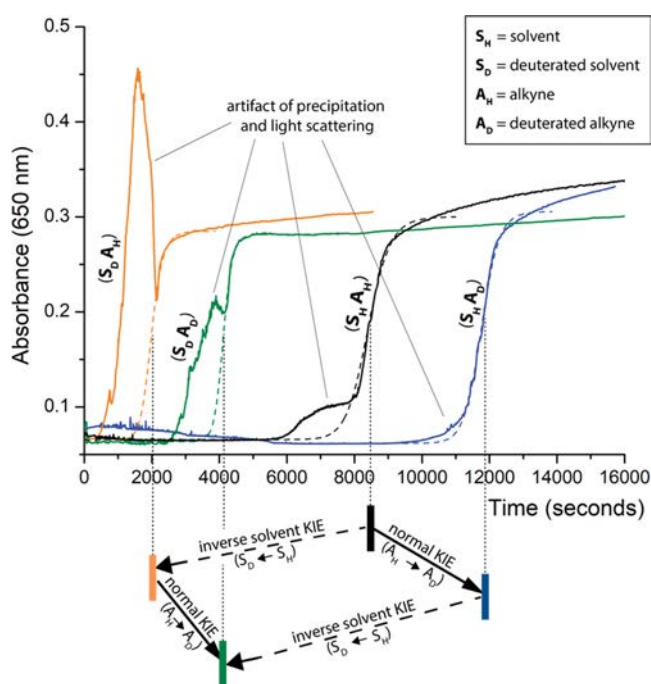 S_H = solvent
S_D = deuterated solvent
A_H = alkyne
A_D = deuterated alkyne
artifact of precipitation
and light scattering
Absorbance (650 nm)
0.5
0.4
0.3
0.2
0.1
(S_D A_H)
(S_D A_D)
(S_H A_H)
(S_H A_D)
0 2000 4000 6000 8000 10000 12000 14000 16000
Time (seconds)
inverse solvent KIE
(S_D ← S_H)
normal KIE
(A_H → A_D)
normal KIE
(A_H → A_D)
inverse solvent KIE
(S_D ← S_H)